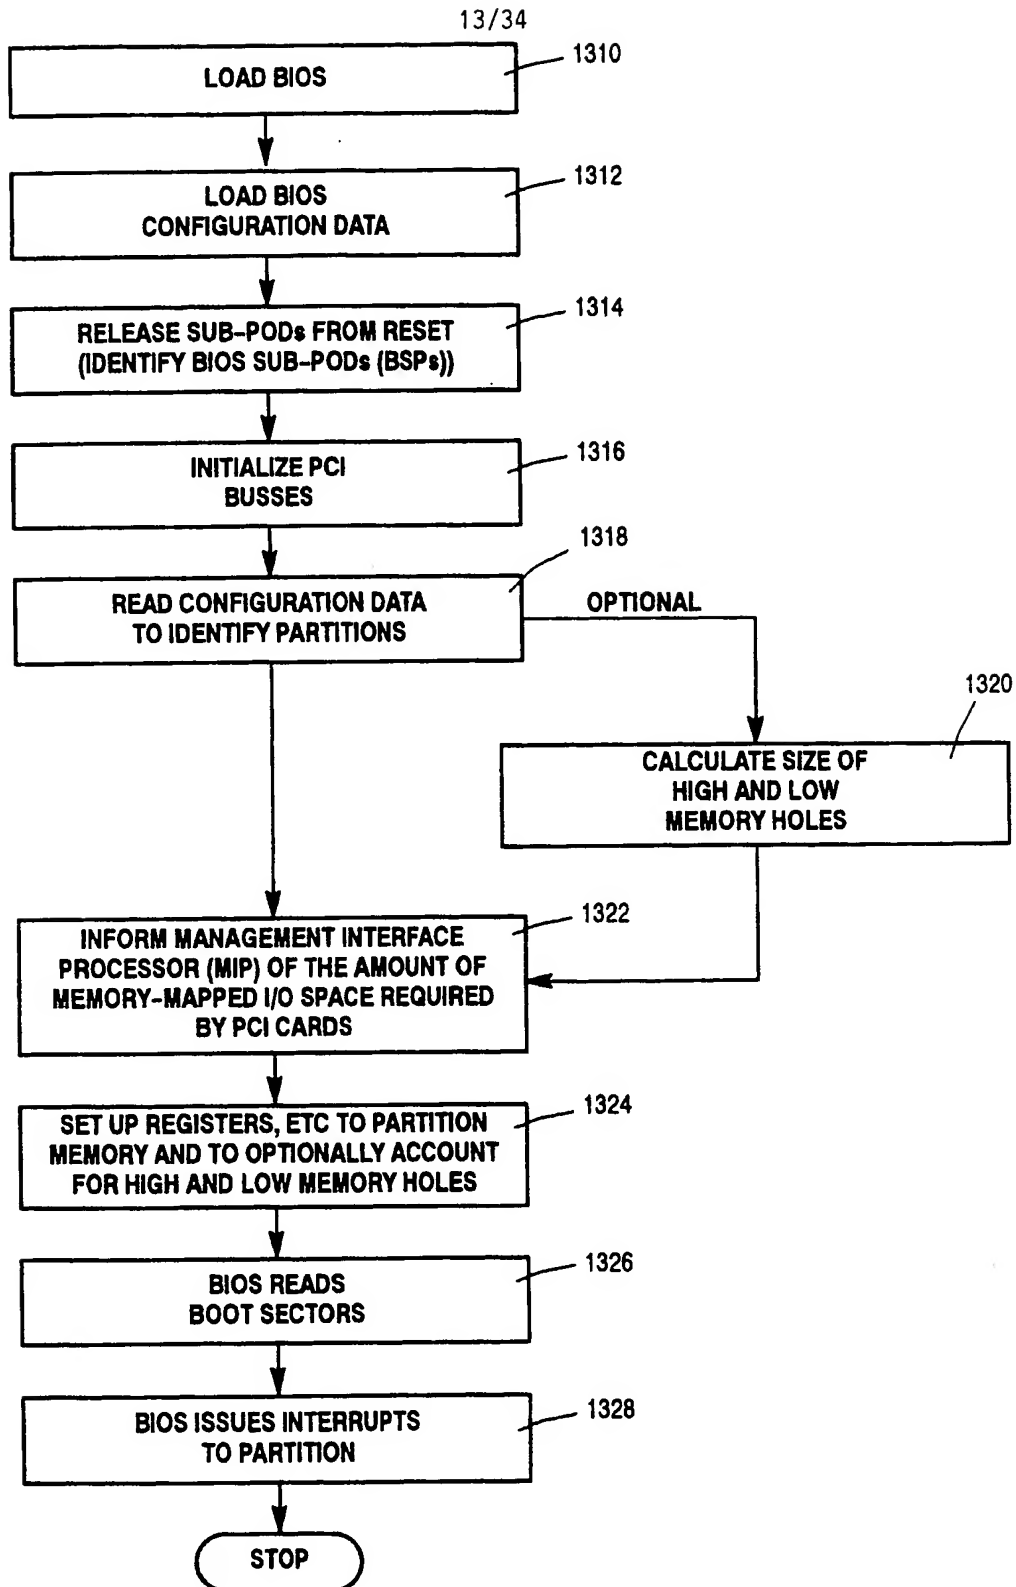 13/34
LOAD BIOS
1310
LOAD BIOS
CONFIGURATION DATA
1312
RELEASE SUB-PODs FROM RESET
(IDENTIFY BIOS SUB-PODs (BSPs))
1314
INITIALIZE PCI
BUSSES
1316
READ CONFIGURATION DATA
TO IDENTIFY PARTITIONS
1318
OPTIONAL
1320
CALCULATE SIZE OF
HIGH AND LOW
MEMORY HOLES
1322
INFORM MANAGEMENT INTERFACE
PROCESSOR (MIP) OF THE AMOUNT OF
MEMORY-MAPPED I/O SPACE REQUIRED
BY PCI CARDS
1324
SET UP REGISTERS, ETC TO PARTITION
MEMORY AND TO OPTIONALLY ACCOUNT
FOR HIGH AND LOW MEMORY HOLES
1326
BIOS READS
BOOT SECTORS
1328
BIOS ISSUES INTERRUPTS
TO PARTITION
STOP